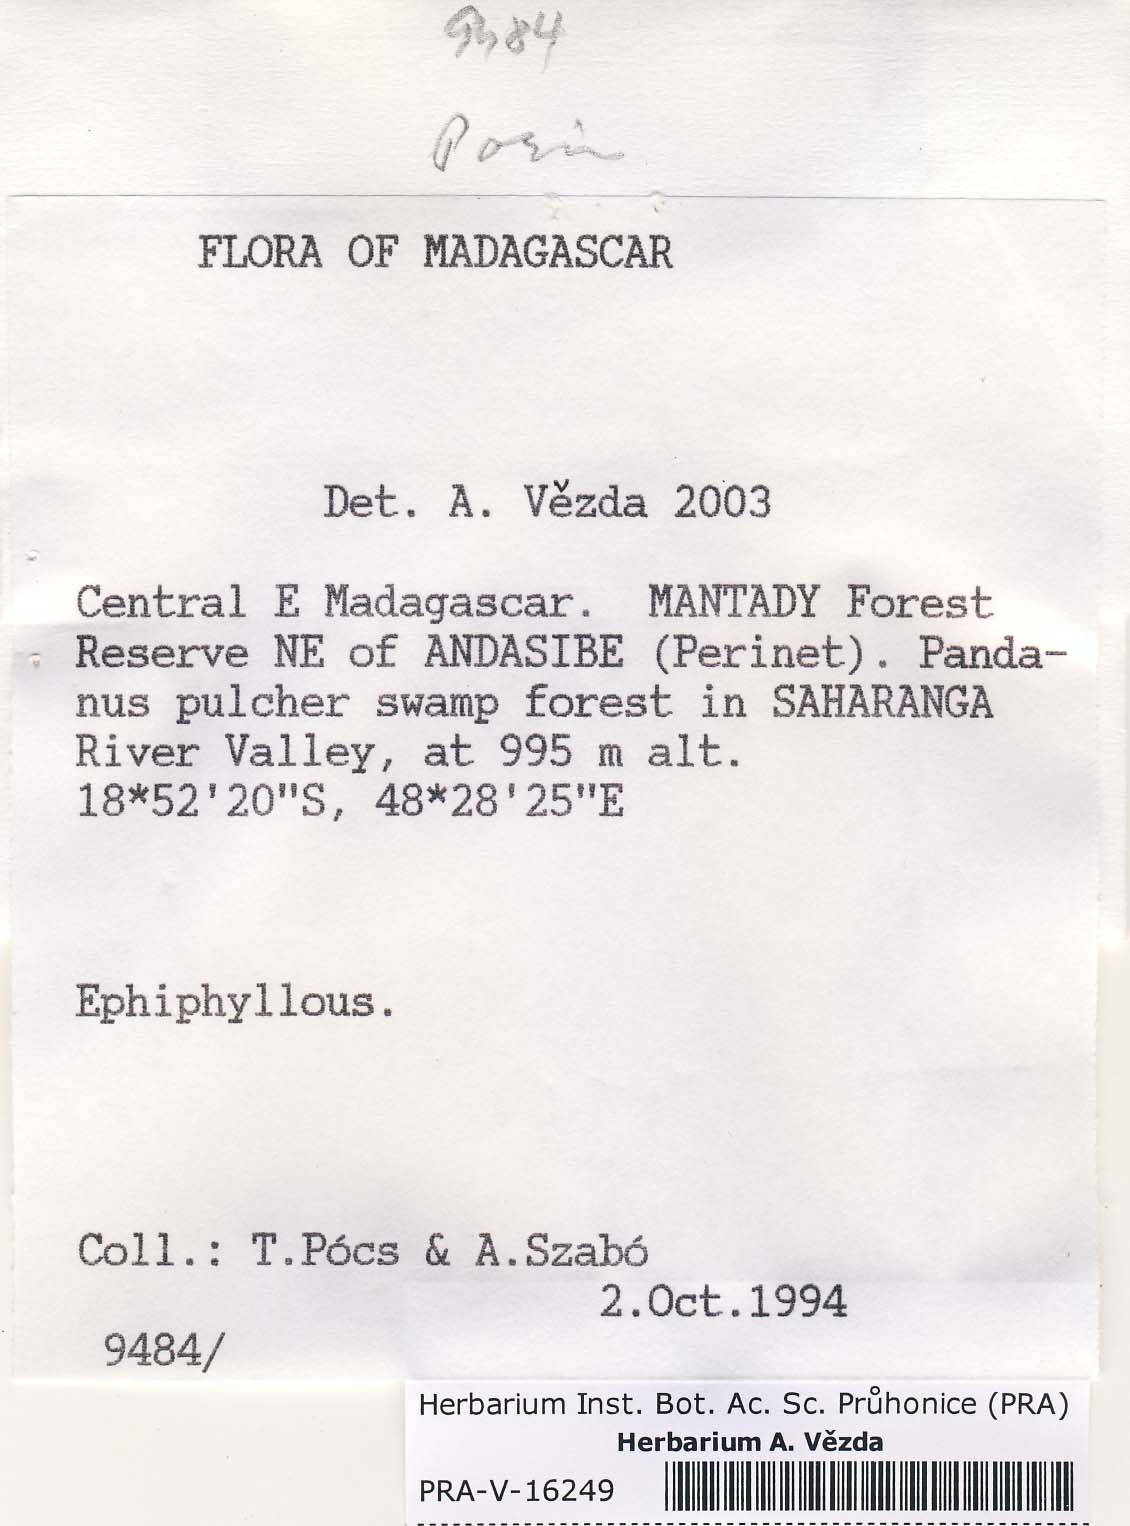 9484
Porin
FLORA OF MADAGASCAR
Det. A. Vězda 2003
Central E Madagascar. MANTADY Forest
Reserve NE of ANDASIBE (Perinet). Panda-
nus pulcher swamp forest in SAHARANGA
River Valley, at 995 m alt.
18*52'20"S, 48*28'25"E
Ephiphyllous.
Coll.: T.Pócs & A.Szabó
2.Oct.1994
9484/
Herbarium Inst. Bot. Ac. Sc. Průhonice (PRA)
Herbarium A. Vězda
PRA-V-16249